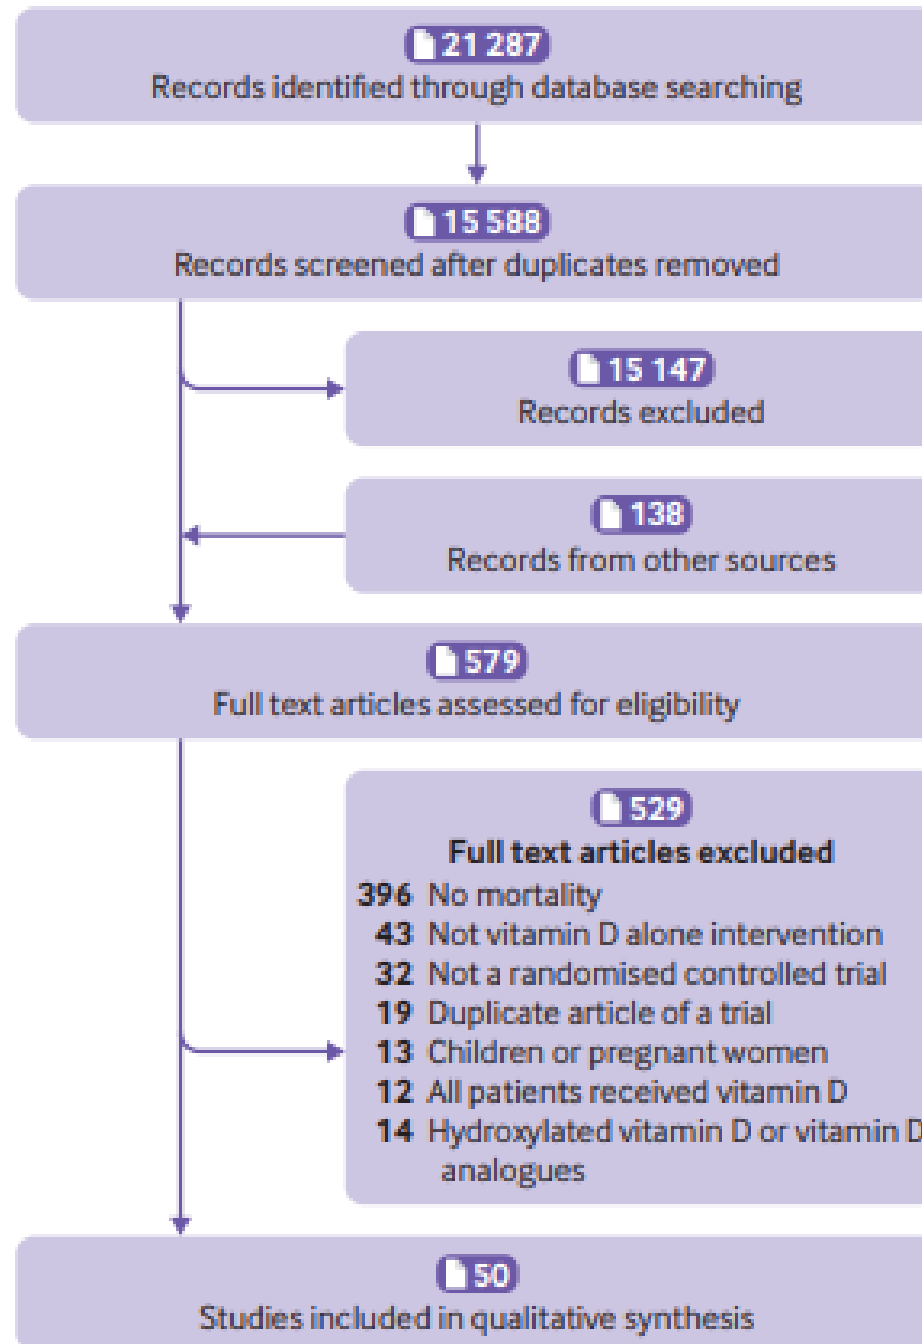 21 287
Records identified through database searching
15 588
Records screened after duplicates removed
15 147
Records excluded
138
Records from other sources
579
Full text articles assessed for eligibility
529
Full text articles excluded
396 No mortality
43 Not vitamin D alone intervention
32 Not a randomised controlled trial
19 Duplicate article of a trial
13 Children or pregnant women
12 All patients received vitamin D
14 Hydroxylated vitamin D or vitamin D
analogues
50
Studies included in qualitative synthesis